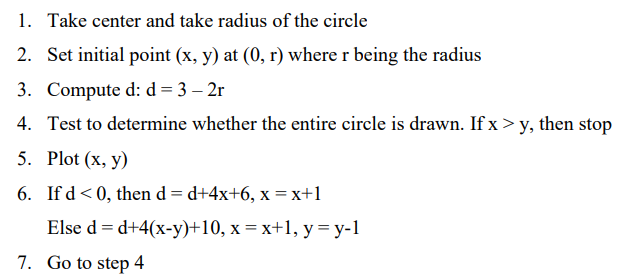 1. Take center and take radius of the circle
2. Set initial point (x, y) at (0, r) where r being the radius
3. Compute d: d = 3 – 2r
4. Test to determine whether the entire circle is drawn. If x > y, then stop
5. Plot (x, y)
6. If d < 0, then d = d+4x+6, x = x+1
Else d = d+4(x-y)+10, x = x+1, y = y-1
7. Go to step 4